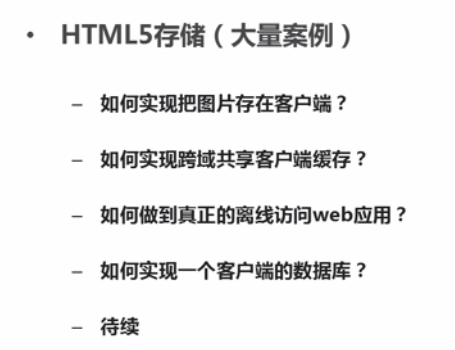 • HTML5存储（大量案例）
– 如何实现把图片存在客户端？
– 如何实现跨域共享客户端缓存？
– 如何做到真正的离线访问web应用？
– 如何实现一个客户端的数据库？
– 待续